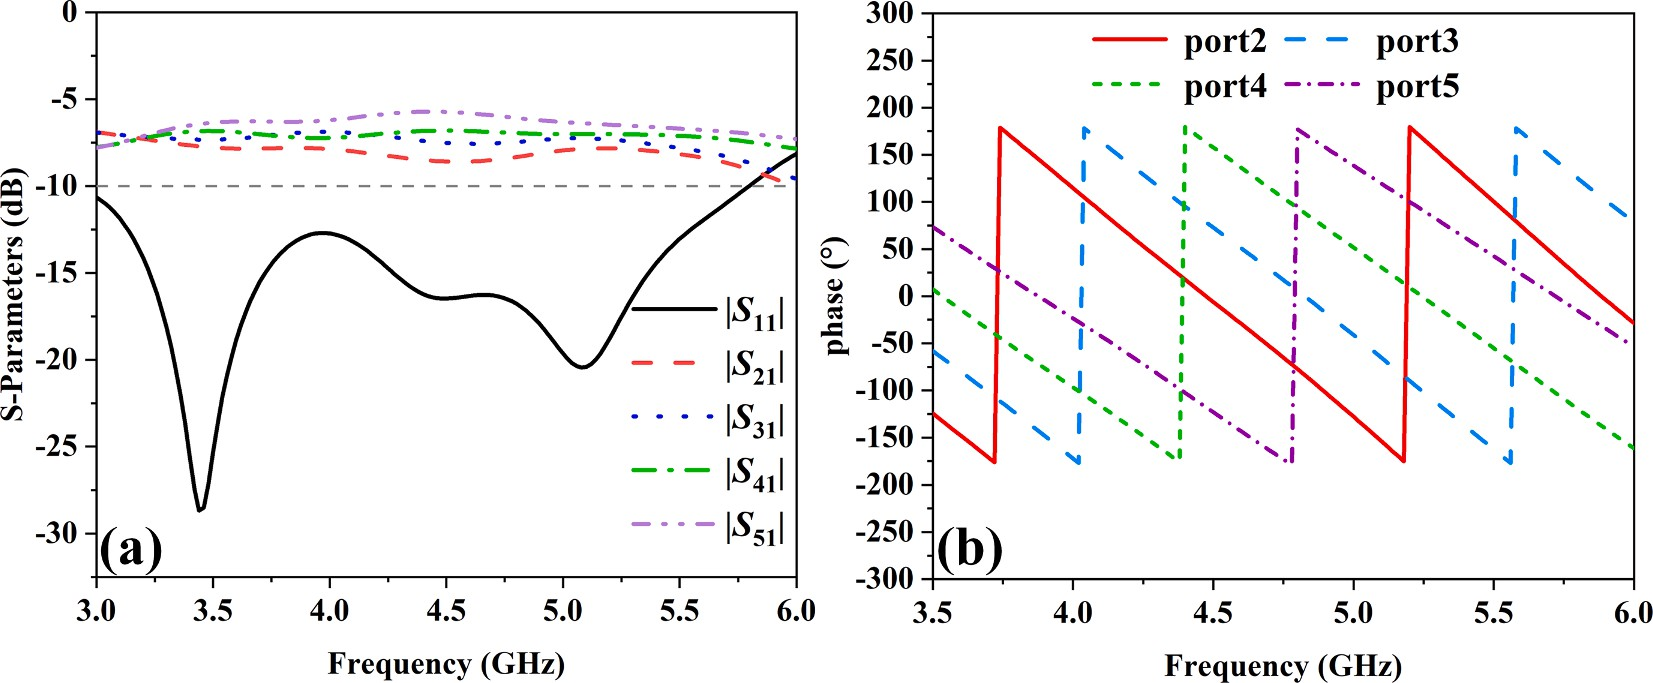 0
-5
-10
-15
-20
-25
-30
S-Parameters (dB)
|S11|
|S21|
|S31|
|S41|
|S51|
(a)
3.0 3.5 4.0 4.5 5.0 5.5 6.0
Frequency (GHz)
300
250
200
150
100
50
0
-50
-100
-150
-200
-250
-300
phase (°)
port2 port3
port4 port5
(b)
3.5 4.0 4.5 5.0 5.5 6.0
Frequency (GHz)